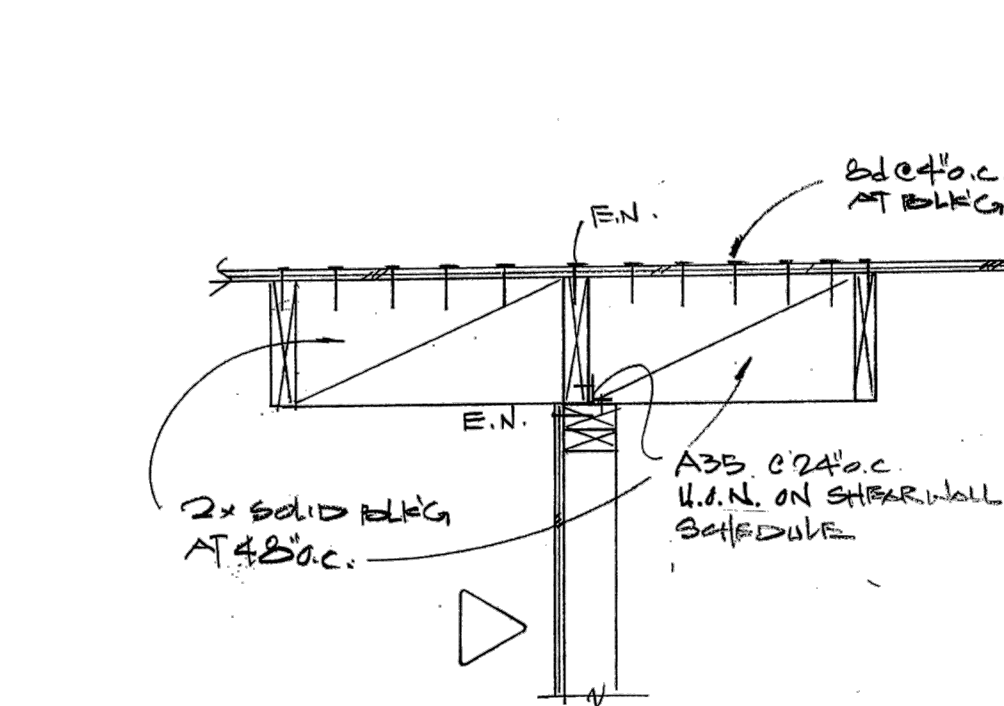 8d @ 4" o.c
AT BLK'G
E.N.
E.N.
A35 @ 24" o.c.
U.O.N. ON SHEARWALL
SCHEDULE
2x SOLID BLK'G
AT 48" o.c.